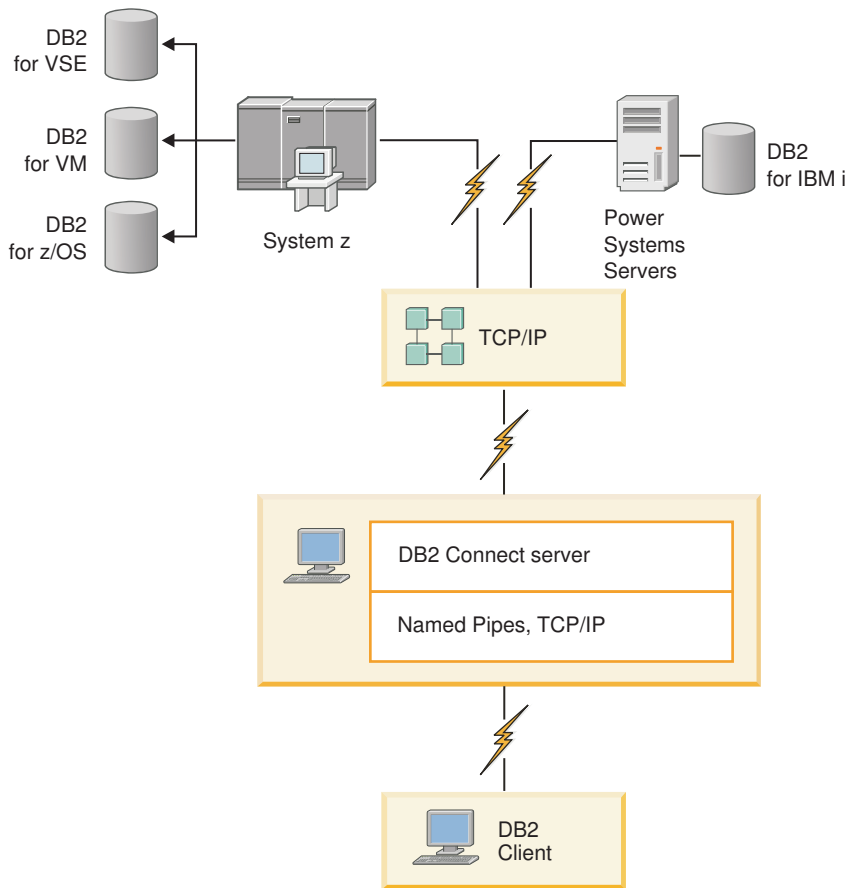 DB2
for VSE
DB2
for VM
DB2
for z/OS
System z
Power
Systems
Servers
DB2
for IBM i
TCP/IP
DB2 Connect server
Named Pipes, TCP/IP
DB2
Client